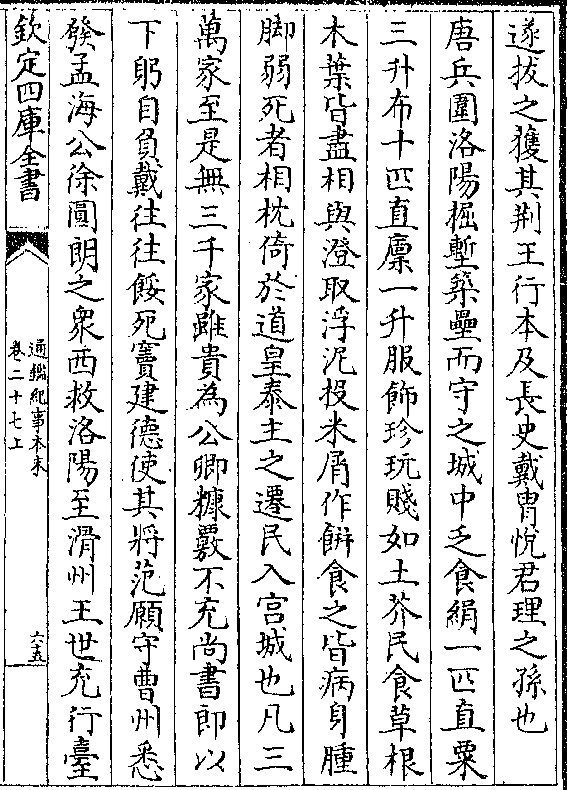 遂拔之獲其荆王行本及長史戴冑悅君理之孫也
唐兵圍洛陽掘塹築壘而守之城中乏食絹一匹直粟
三升布十匹直廩一升服飾珍玩賤如土芥民食草根
木葉皆盡相與澄取浮泥投米屑作餅食之皆病身腫
脚弱死者相枕倚於道皇泰主之遷民入宫城也凡三
萬家至是無三千家雖貴為公卿糠覈不充尚書郎以
下躬自負戴往往餒死竇建德使其將范願守曹州悉
發孟海公徐圓朗之衆西救洛陽至滑州王世充行臺
欽定四庫全書
通鑑紀事本末
卷二十七上
六五